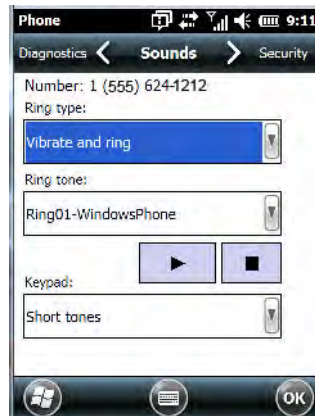 Phone 9:11
Diagnostics Sounds Security
Number: 1 (555) 624-1212
Ring type:
Vibrate and ring
Ring tone:
Ring01-WindowsPhone
Keypad:
Short tones
OK